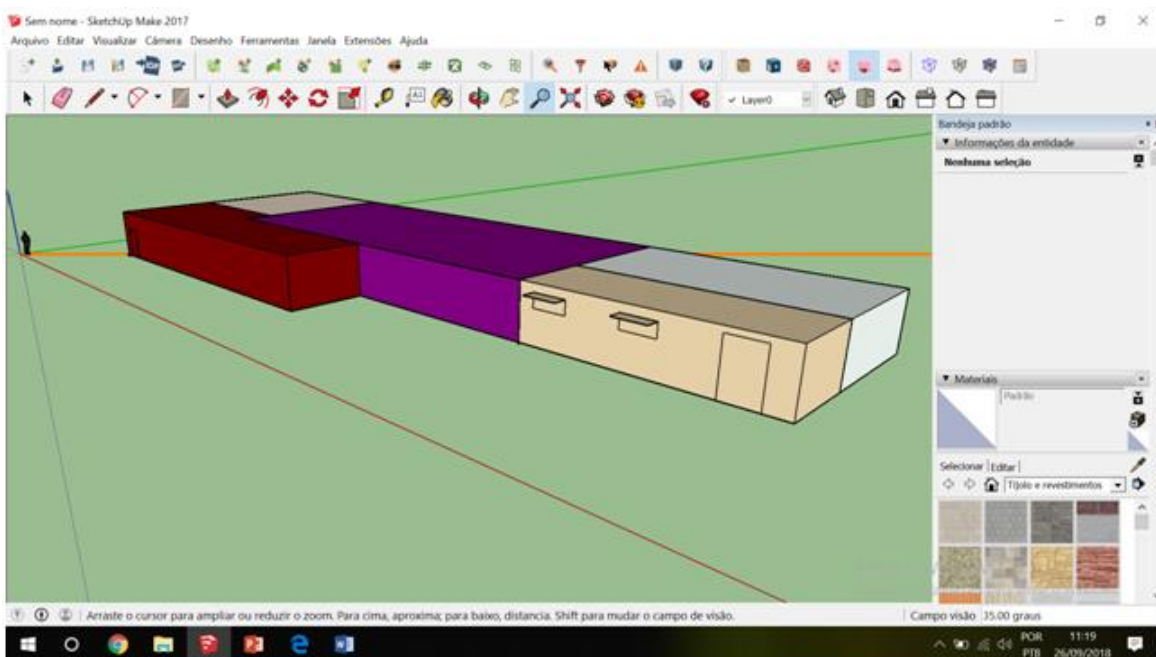 Sem nome - SketchUp Make 2017
Arquivo Editar Visualizar Câmera Desenho Ferramentas Janela Extensões Ajuda
A1
Layer0
Bandeja padrão
Informações da entidade
Nenhuma seleção
Materiais
Padrão
Selecionar Editar
Tijolo e revestimentos
Arraste o cursor para ampliar ou reduzir o zoom. Para cima, aproxima; para baixo, distancia. Shift para mudar o campo de visão.
Campo visão 35.00 graus
POR 11:19
PTB 26/09/2018